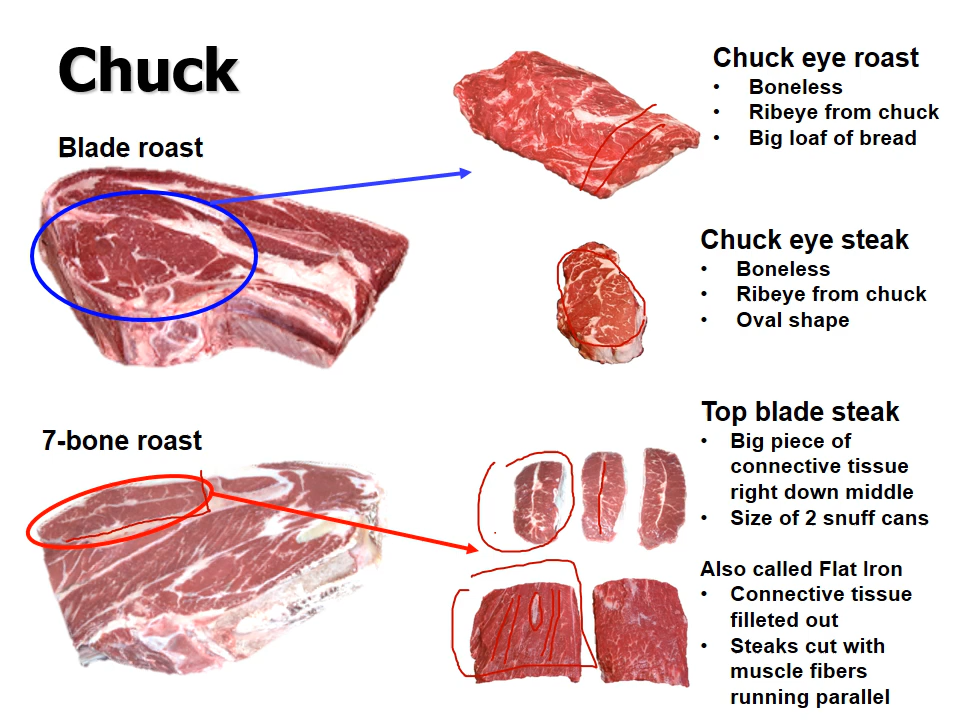 Chuck
Blade roast
Chuck eye roast
• Boneless
• Ribeye from chuck
• Big loaf of bread
Chuck eye steak
• Boneless
• Ribeye from chuck
• Oval shape
7-bone roast
Top blade steak
• Big piece of
connective tissue
right down middle
• Size of 2 snuff cans
Also called Flat Iron
• Connective tissue
filleted out
• Steaks cut with
muscle fibers
running parallel